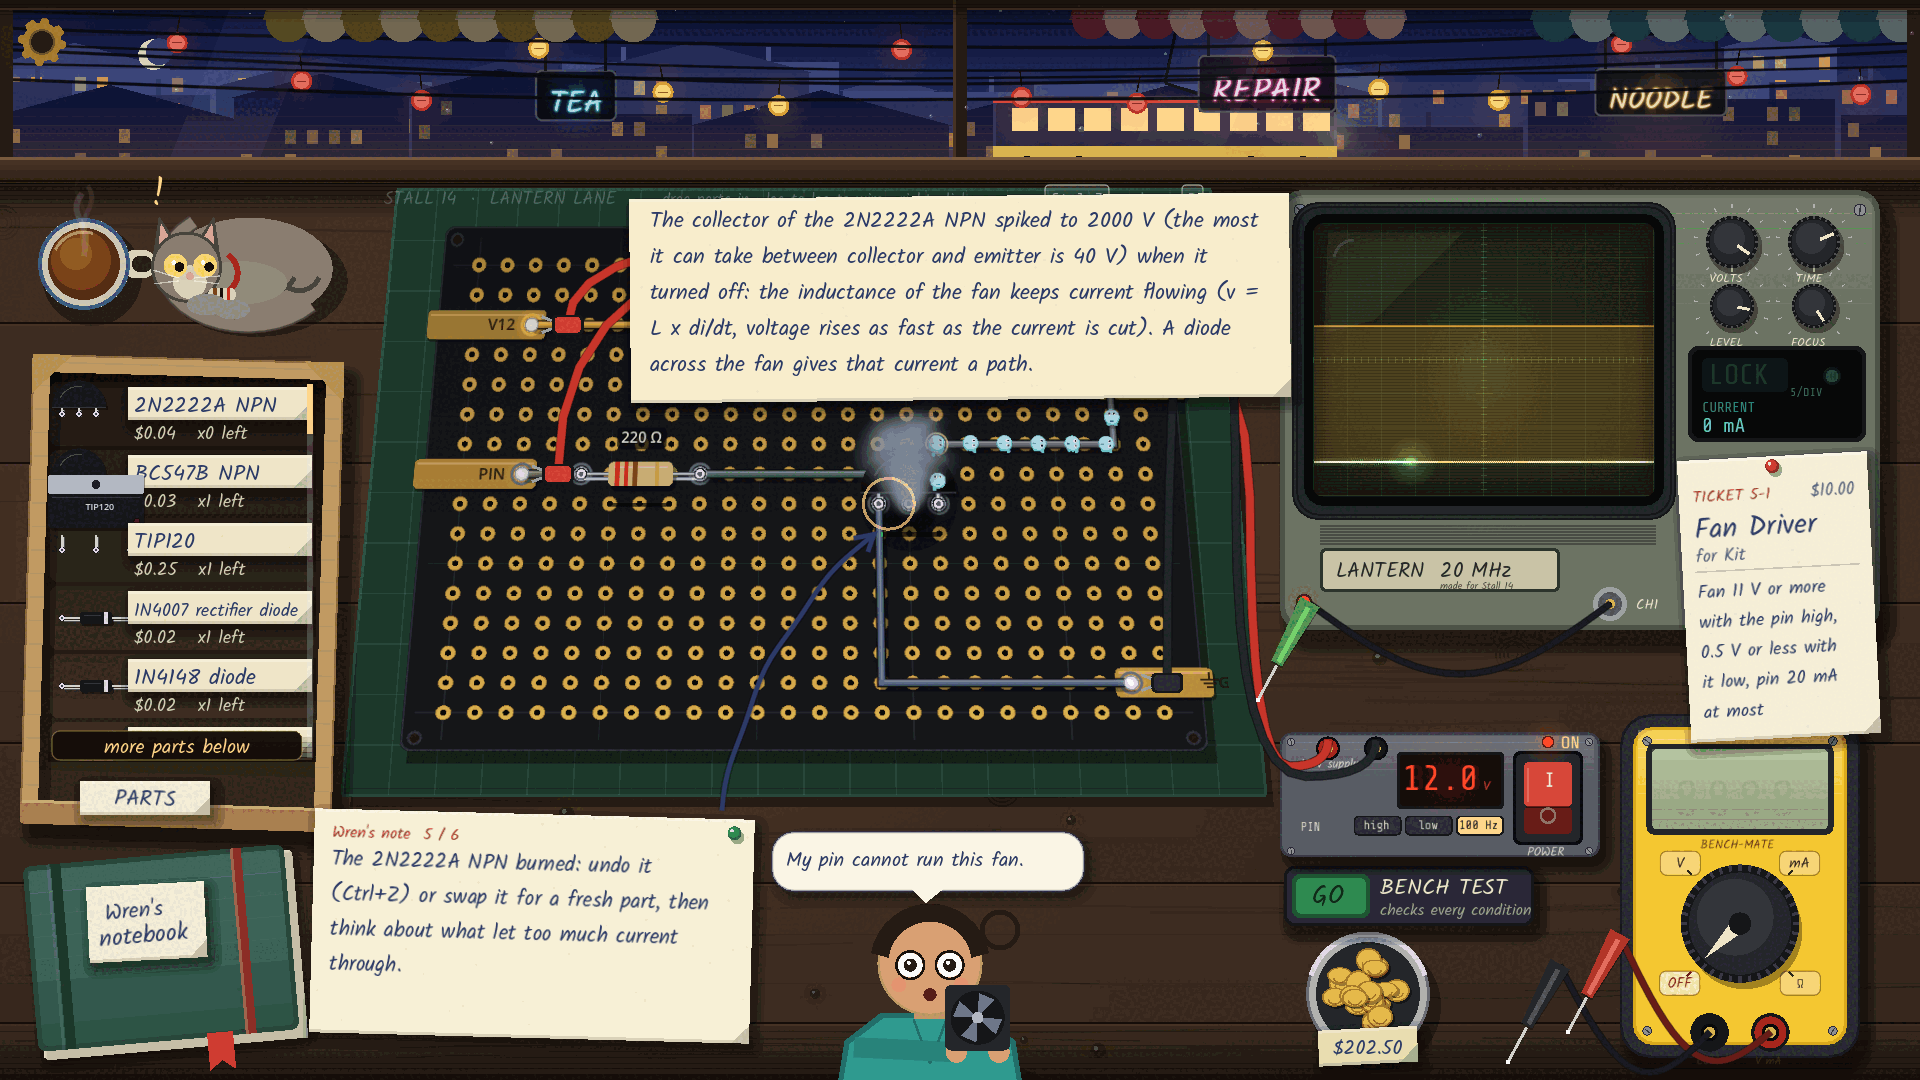 TEA
REPAIR
NOODLE
STALL 14 · LANTERN LANE
The collector of the 2N2222A NPN spiked to 2000 V (the most
it can take between collector and emitter is 40 V) when it
turned off: the inductance of the fan keeps current flowing (v =
L x di/dt, voltage rises as fast as the current is cut). A diode
across the fan gives that current a path.
V12
220 Ω
PIN
G
2N2222A NPN
$0.04 x0 left
BC547B NPN
0.03 x1 left
TIP120
TIP120
$0.25 x1 left
1N4007 rectifier diode
$0.02 x1 left
1N4148 diode
$0.02 x1 left
more parts below
PARTS
Wren's
notebook
Wren's note 5 / 6
The 2N2222A NPN burned: undo it
(Ctrl+Z) or swap it for a fresh part, then
think about what let too much current
through.
My pin cannot run this fan.
VOLTS
TIME
LEVEL
FOCUS
LOCK
5/DIV
CURRENT
0 mA
LANTERN 20 MHz
made for Stall 14
CH1
TICKET 5-1 $10.00
Fan Driver
for Kit
Fan 11 V or more
with the pin high,
0.5 V or less with
it low, pin 20 mA
at most
supply
12.0 V
ON
I
PIN
high
low
100 Hz
POWER
GO
BENCH TEST
checks every condition
$202.50
BENCH-MATE
V
mA
OFF
Ω